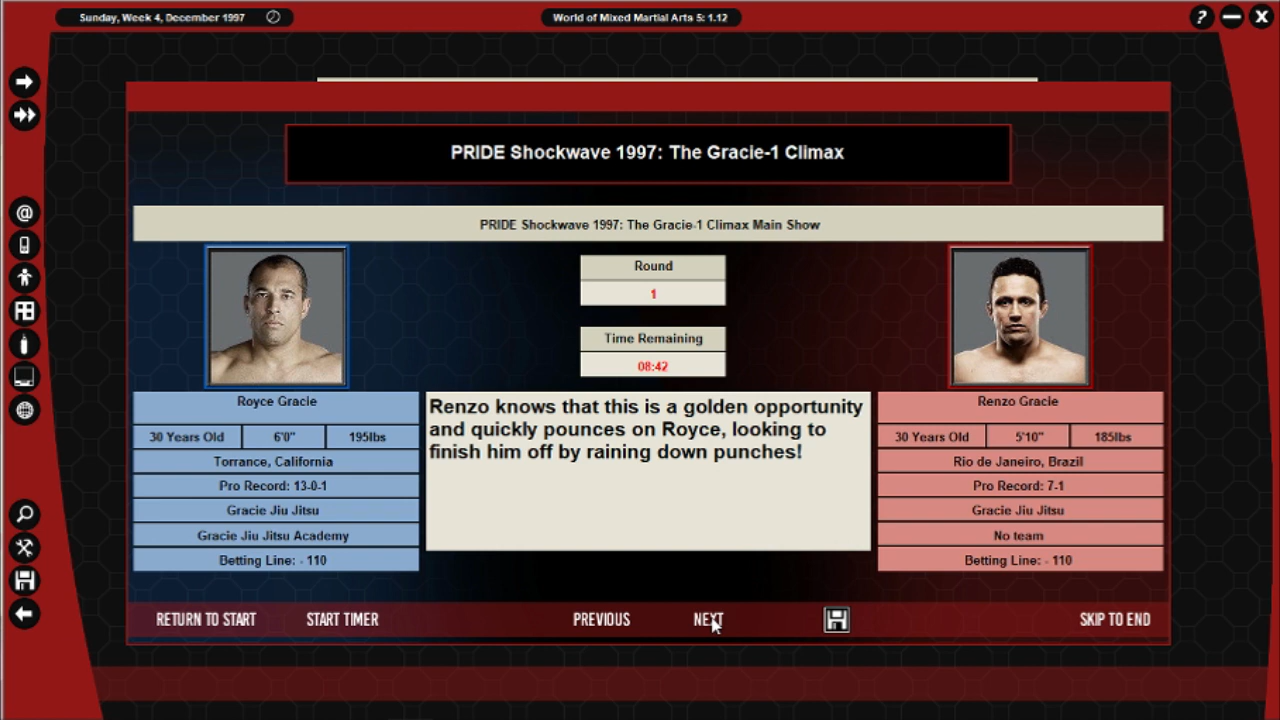 Sunday, Week 4, December 1997
World of Mixed Martial Arts 5: 1.12
?
X
@
PRIDE Shockwave 1997: The Gracie-1 Climax
PRIDE Shockwave 1997: The Gracie-1 Climax Main Show
Round
1
Time Remaining
08:42
Royce Gracie
30 Years Old
6'0"
195lbs
Torrance, California
Pro Record: 13-0-1
Gracie Jiu Jitsu
Gracie Jiu Jitsu Academy
Betting Line: - 110
Renzo knows that this is a golden opportunity
and quickly pounces on Royce, looking to
finish him off by raining down punches!
Renzo Gracie
30 Years Old
5'10"
185lbs
Rio de Janeiro, Brazil
Pro Record: 7-1
Gracie Jiu Jitsu
No team
Betting Line: - 110
RETURN TO START
START TIMER
PREVIOUS
NEXT
SKIP TO END